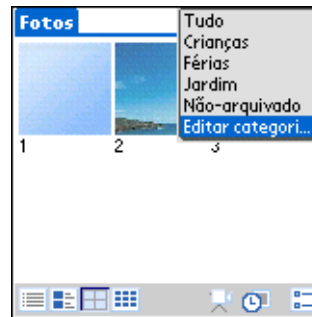 Fotos
Tudo
Crianças
Férias
Jardim
Não-arquivado
Editar categori...
1 2 3